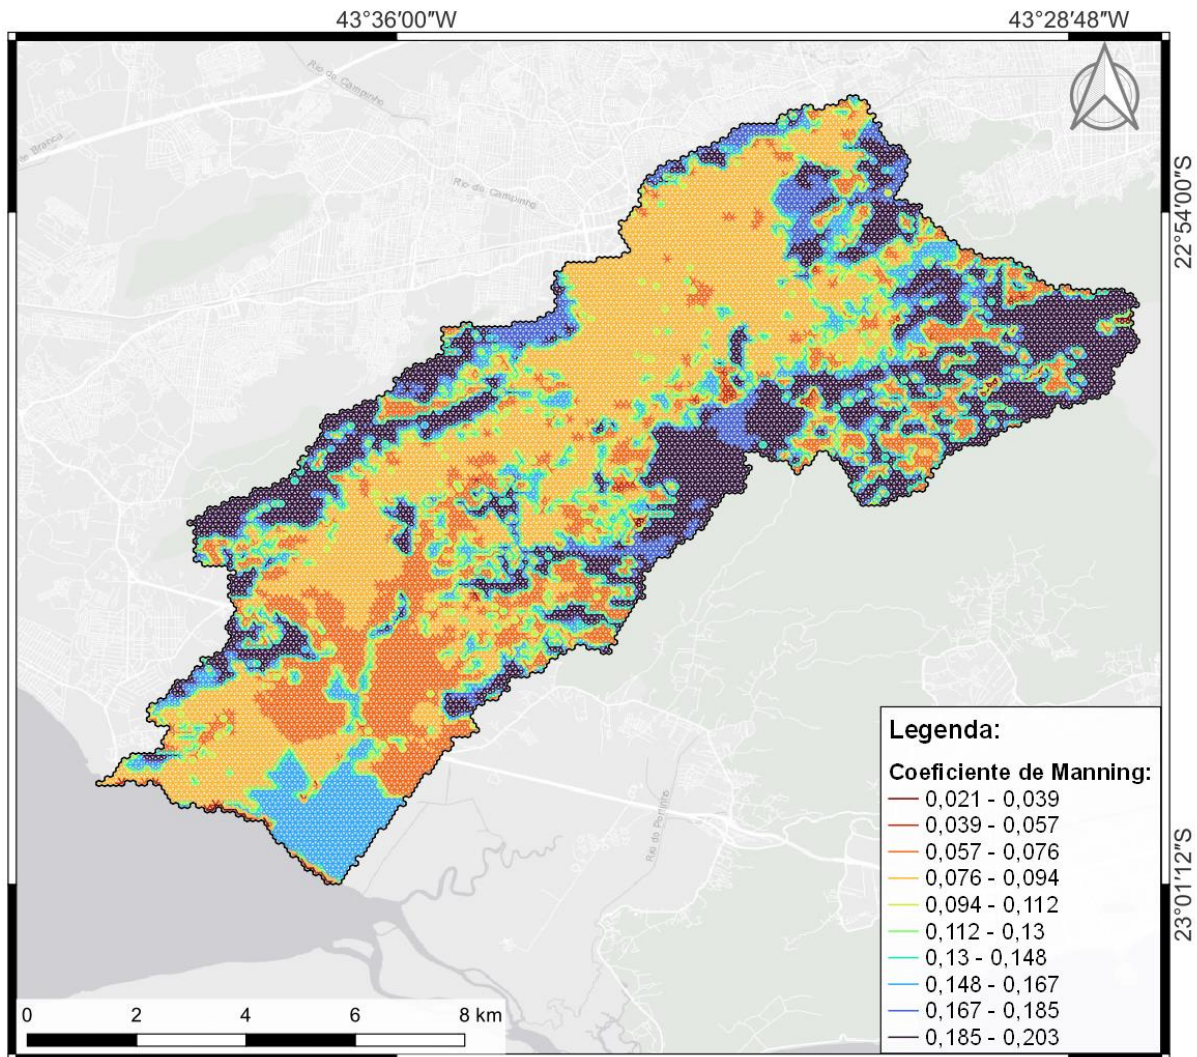 43°36'00"W
43°28'48"W
Rio do Campinho
de Branca
Rio do Campinho
22°54'00"S
Rio do Portinho
23°01'12"S
Legenda:
Coeficiente de Manning:
0,021 - 0,039
0,039 - 0,057
0,057 - 0,076
0,076 - 0,094
0,094 - 0,112
0,112 - 0,13
0,13 - 0,148
0,148 - 0,167
0,167 - 0,185
0,185 - 0,203
0 2 4 6 8 km